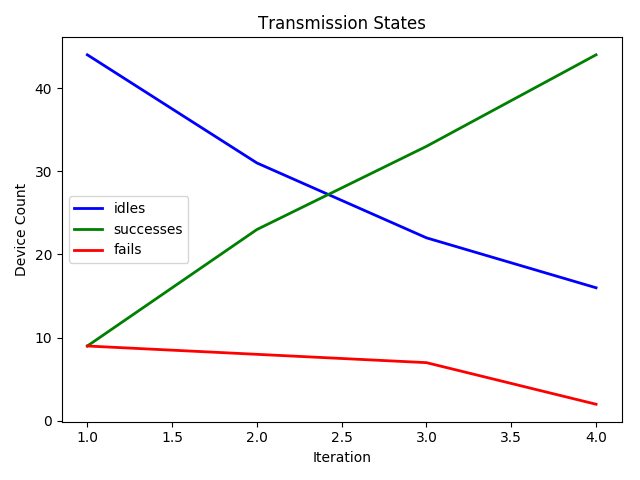 Transmission States
Device Count
40
30
20
10
0
idles
successes
fails
1.0 1.5 2.0 2.5 3.0 3.5 4.0
Iteration